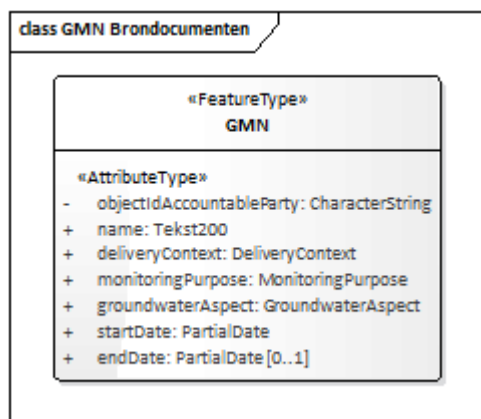 class GMN Brondocumenten
«FeatureType»
GMN
«AttributeType»
- objectIdAccountableParty: CharacterString
+ name: Tekst200
+ deliveryContext: DeliveryContext
+ monitoringPurpose: MonitoringPurpose
+ groundwaterAspect: GroundwaterAspect
+ startDate: PartialDate
+ endDate: PartialDate [0..1]